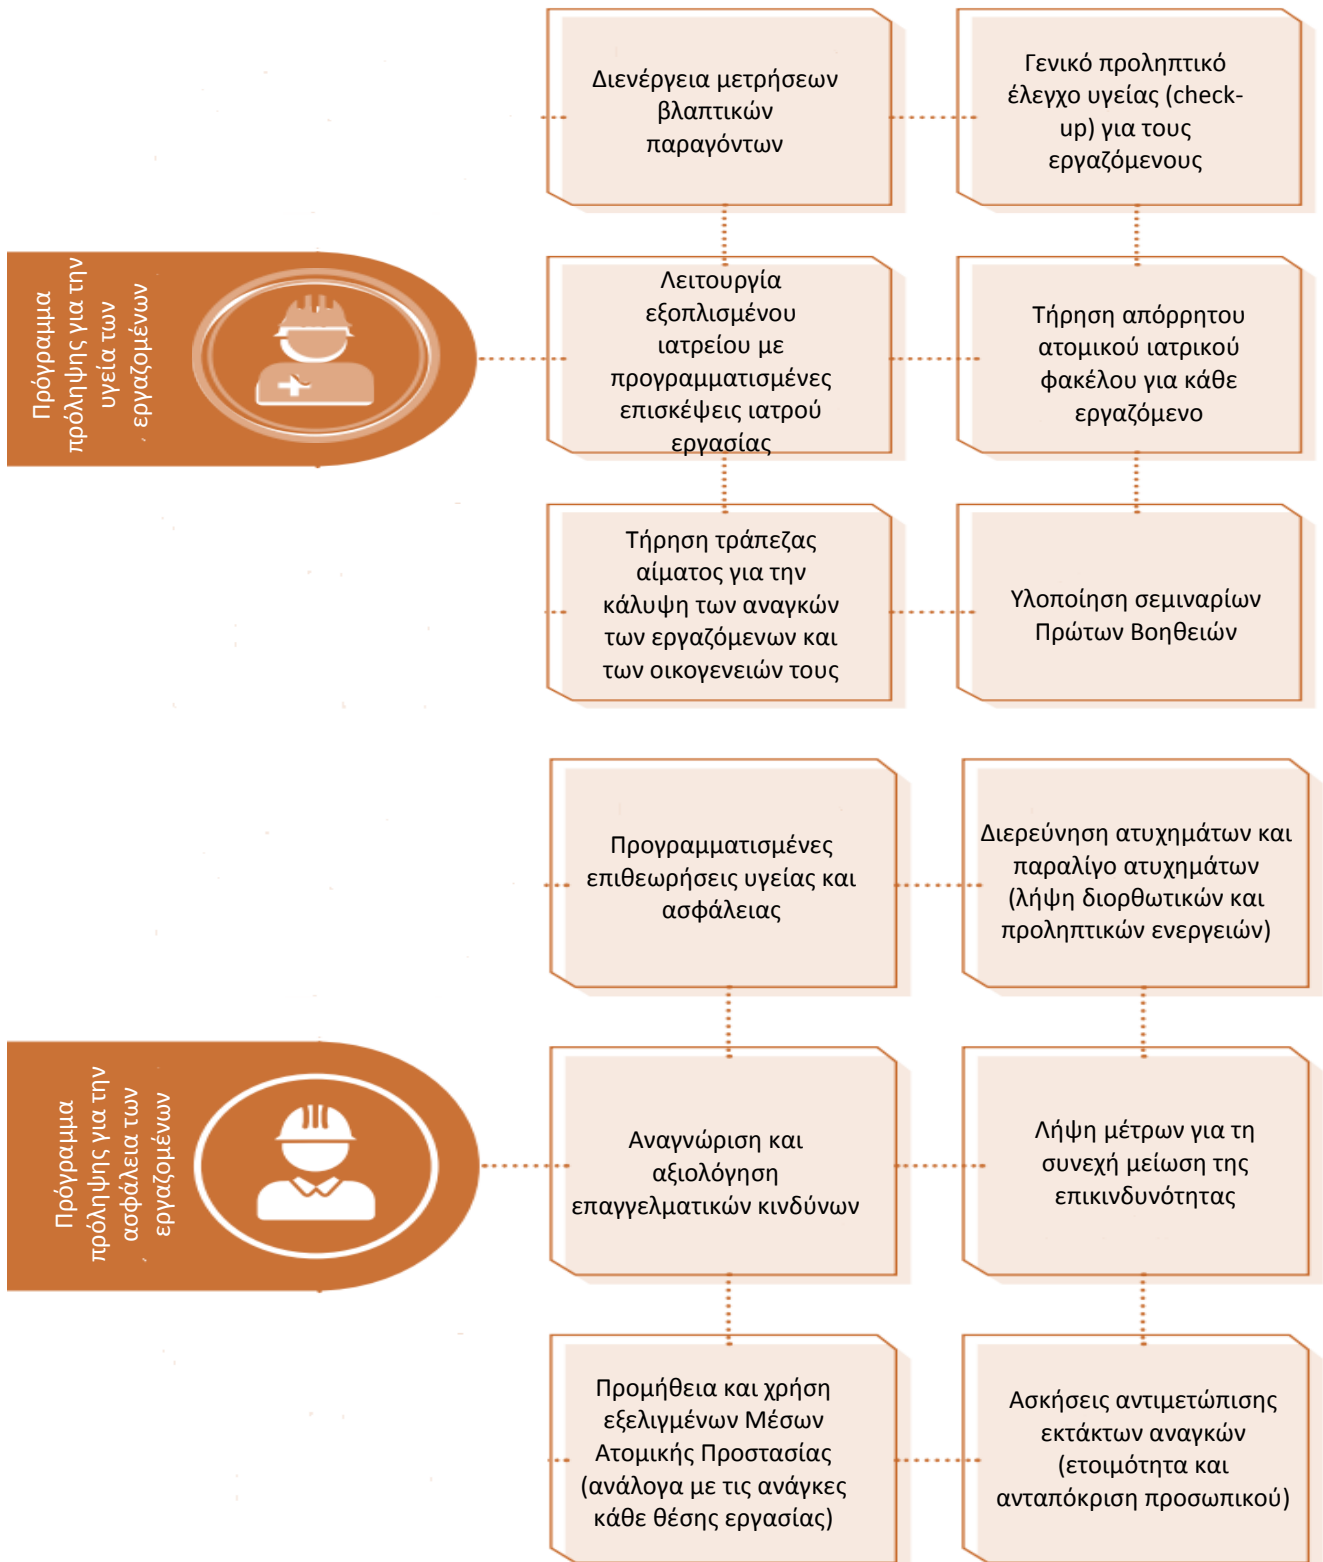 Πρόγραμμα
πρόληψης για την
υγεία των
εργαζομένων
Διενέργεια μετρήσεων
βλαπτικών
παραγόντων
Γενικό προληπτικό
έλεγχο υγείας (check-
up) για τους
εργαζόμενους
Λειτουργία
εξοπλισμένου
ιατρείου με
προγραμματισμένες
επισκέψεις ιατρού
εργασίας
Τήρηση απόρρητου
ατομικού ιατρικού
φακέλου για κάθε
εργαζόμενο
Τήρηση τράπεζας
αίματος για την
κάλυψη των αναγκών
των εργαζόμενων και
των οικογενειών τους
Υλοποίηση σεμιναρίων
Πρώτων Βοηθειών
Πρόγραμμα
πρόληψης για την
ασφάλεια των
εργαζομένων
Προγραμματισμένες
επιθεωρήσεις υγείας και
ασφάλειας
Διερεύνηση ατυχημάτων και
παραλίγο ατυχημάτων
(λήψη διορθωτικών και
προληπτικών ενεργειών)
Αναγνώριση και
αξιολόγηση
επαγγελματικών κινδύνων
Λήψη μέτρων για τη
συνεχή μείωση της
επικινδυνότητας
Προμήθεια και χρήση
εξελιγμένων Μέσων
Ατομικής Προστασίας
(ανάλογα με τις ανάγκες
κάθε θέσης εργασίας)
Ασκήσεις αντιμετώπισης
εκτάκτων αναγκών
(ετοιμότητα και
ανταπόκριση προσωπικού)